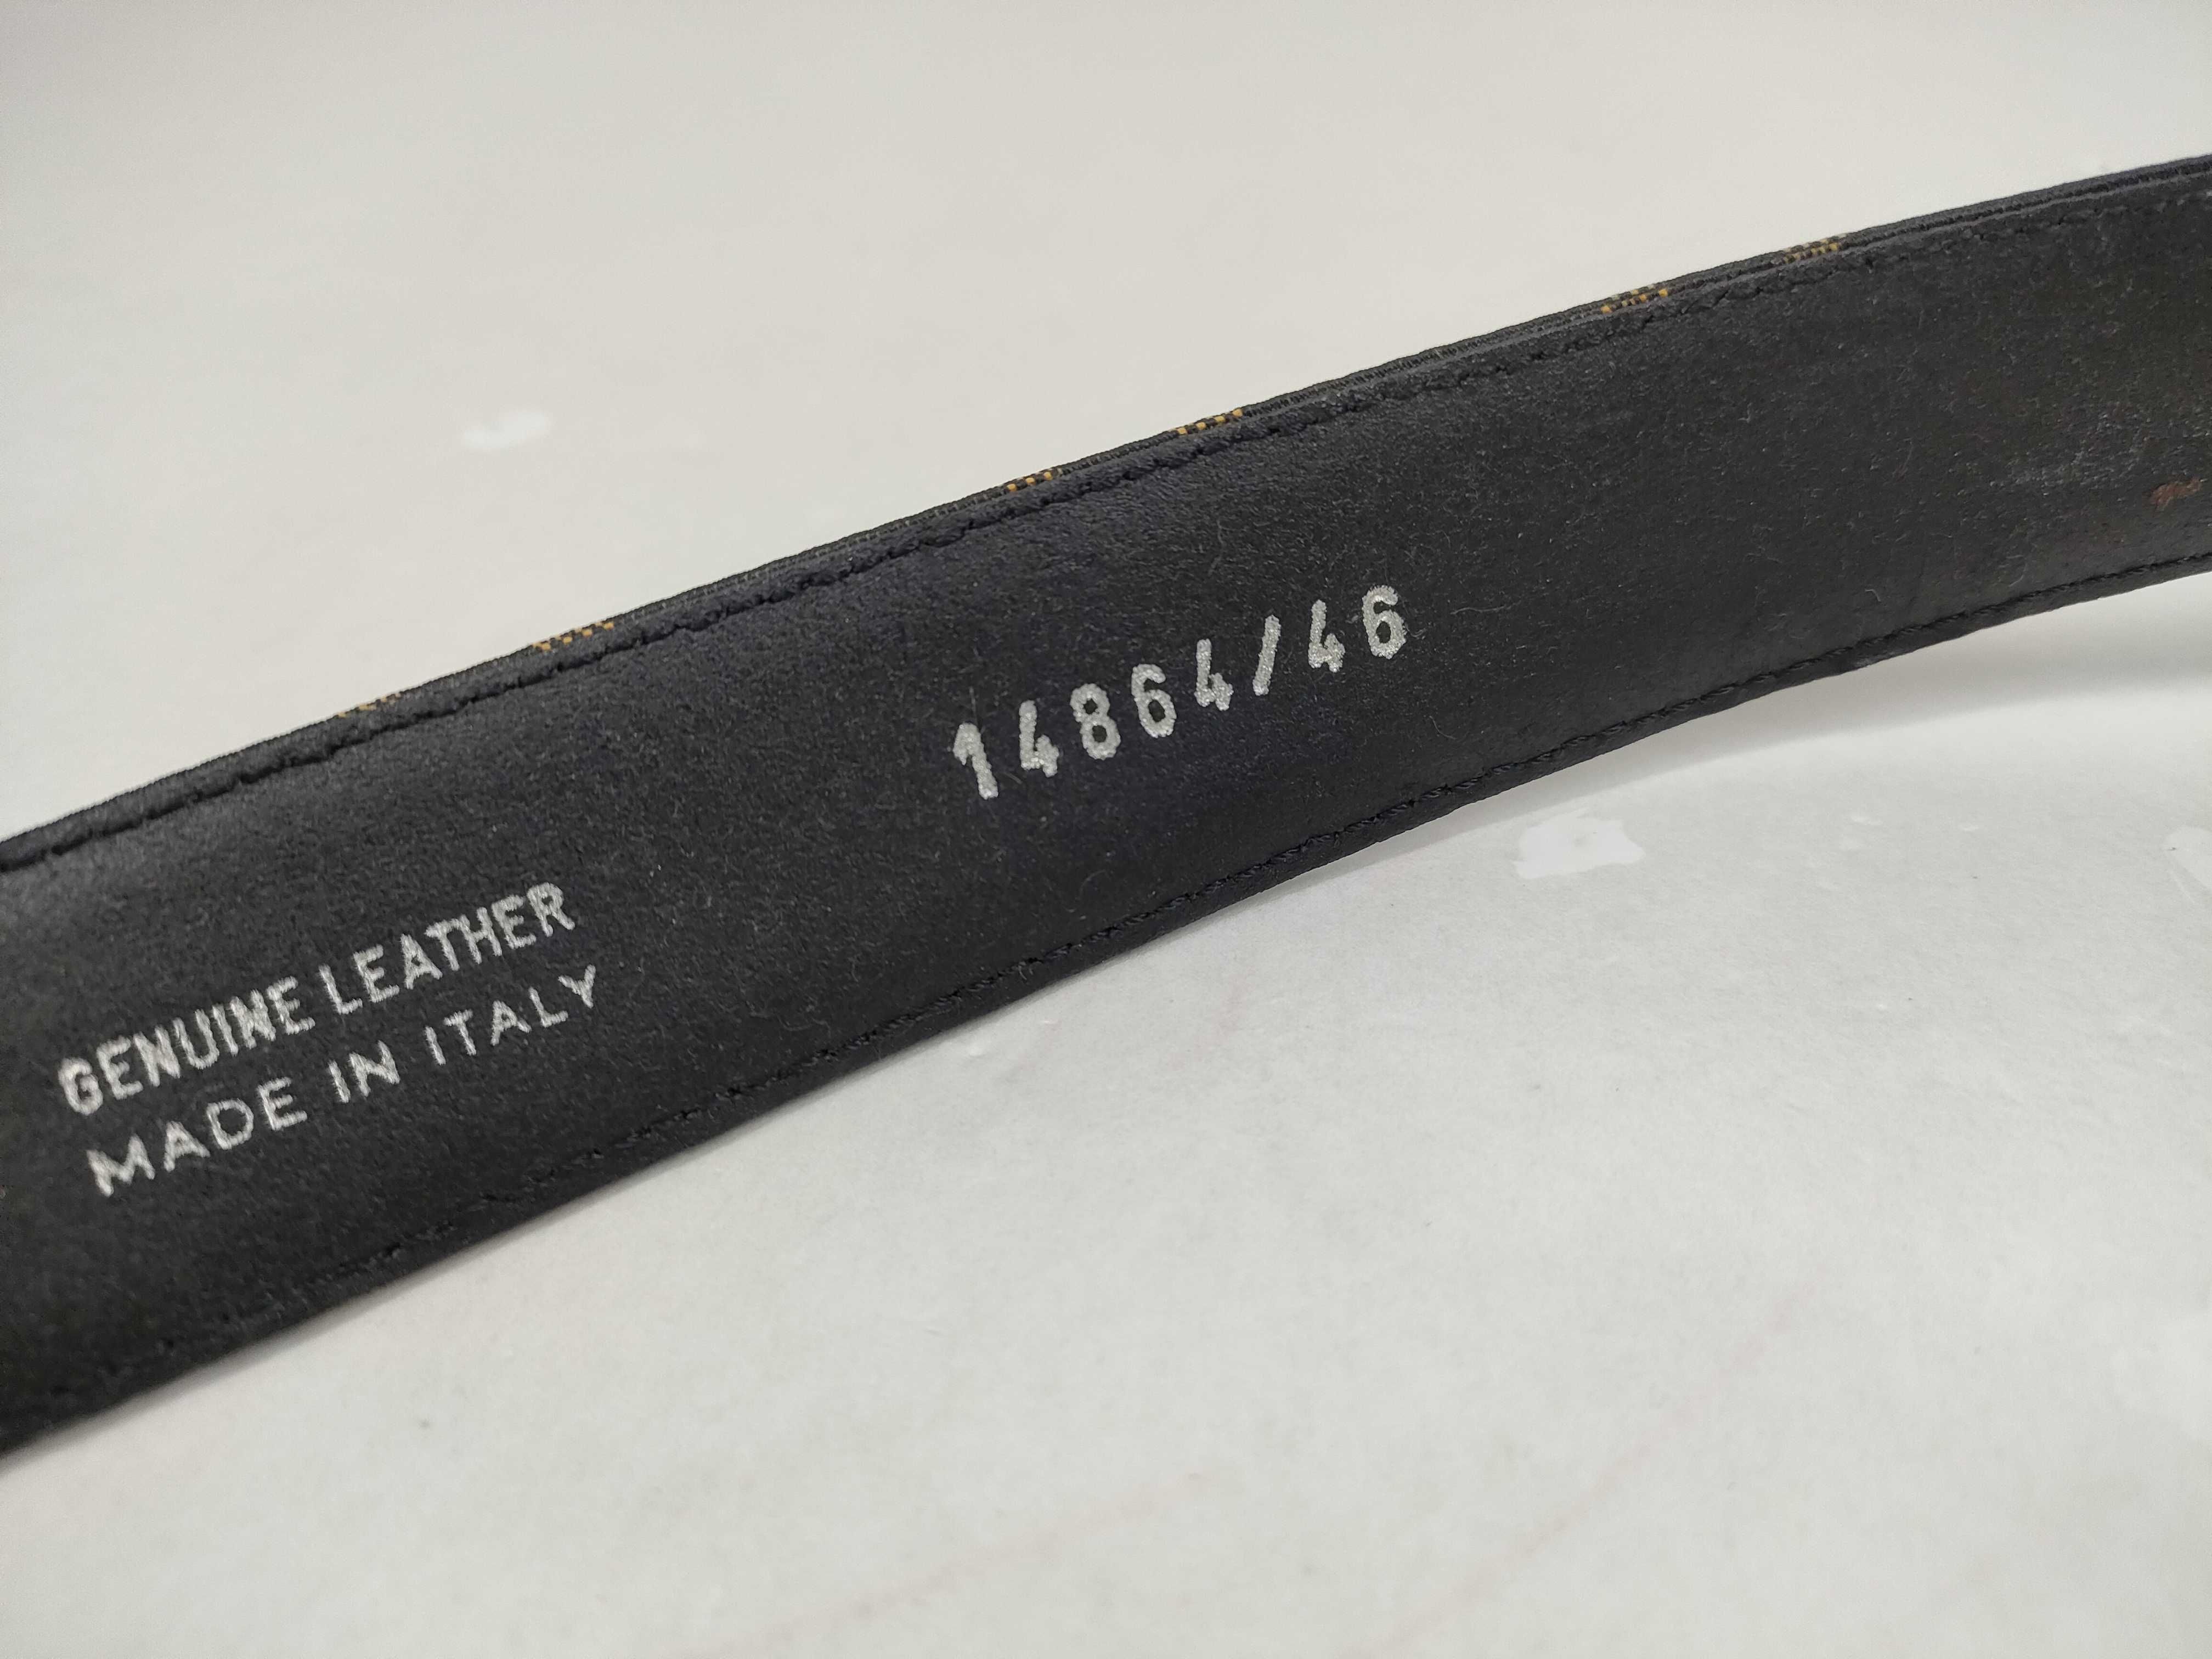 GENUINE LEATHER
MADE IN ITALY
14864/46